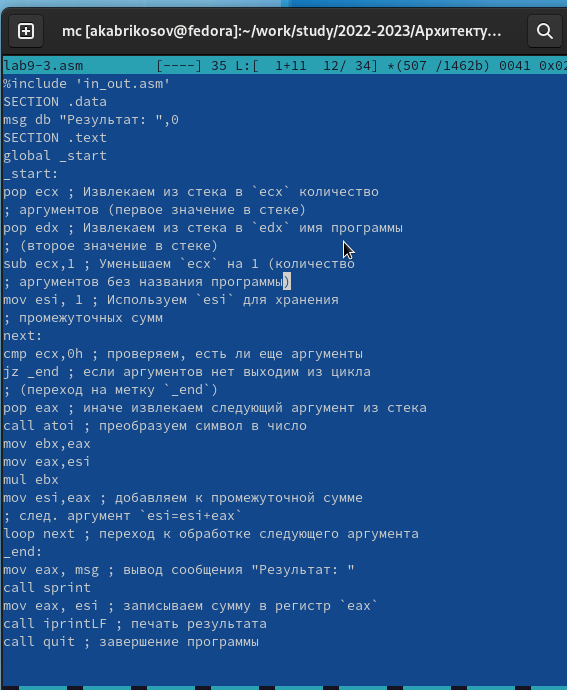 mc [akabrikosov@fedora]:~/work/study/2022-2023/Архитекту…
lab9-3.asm [----] 35 L:[ 1+11 12/ 34] *(507 /1462b) 0041 0x02
%include 'in_out.asm'
SECTION .data
msg db "Результат: ",0
SECTION .text
global _start
_start:
pop ecx ; Извлекаем из стека в `ecx` количество
; аргументов (первое значение в стеке)
pop edx ; Извлекаем из стека в `edx` имя программы
; (второе значение в стеке)
sub ecx,1 ; Уменьшаем `ecx` на 1 (количество
; аргументов без названия программы)
mov esi, 1 ; Используем `esi` для хранения
; промежуточных сумм
next:
cmp ecx,0h ; проверяем, есть ли еще аргументы
jz _end ; если аргументов нет выходим из цикла
; (переход на метку `_end`)
pop eax ; иначе извлекаем следующий аргумент из стека
call atoi ; преобразуем символ в число
mov ebx,eax
mov eax,esi
mul ebx
mov esi,eax ; добавляем к промежуточной сумме
; след. аргумент `esi=esi+eax`
loop next ; переход к обработке следующего аргумента
_end:
mov eax, msg ; вывод сообщения "Результат: "
call sprint
mov eax, esi ; записываем сумму в регистр `eax`
call iprintLF ; печать результата
call quit ; завершение программы